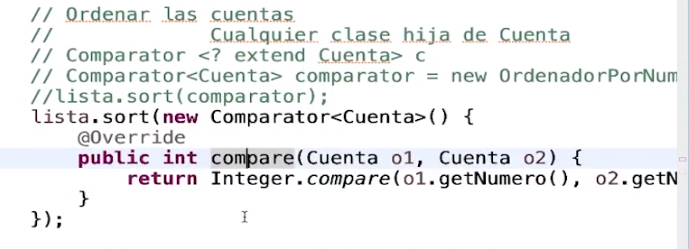 // Ordenar las cuentas
// Cualquier clase hija de Cuenta
// Comparator <? extend Cuenta> c
// Comparator<Cuenta> comparator = new OrdenadorPorNum
//lista.sort(comparator);
lista.sort(new Comparator<Cuenta>() {
@Override
public int compare(Cuenta o1, Cuenta o2) {
return Integer.compare(o1.getNumero(), o2.getN
}
});